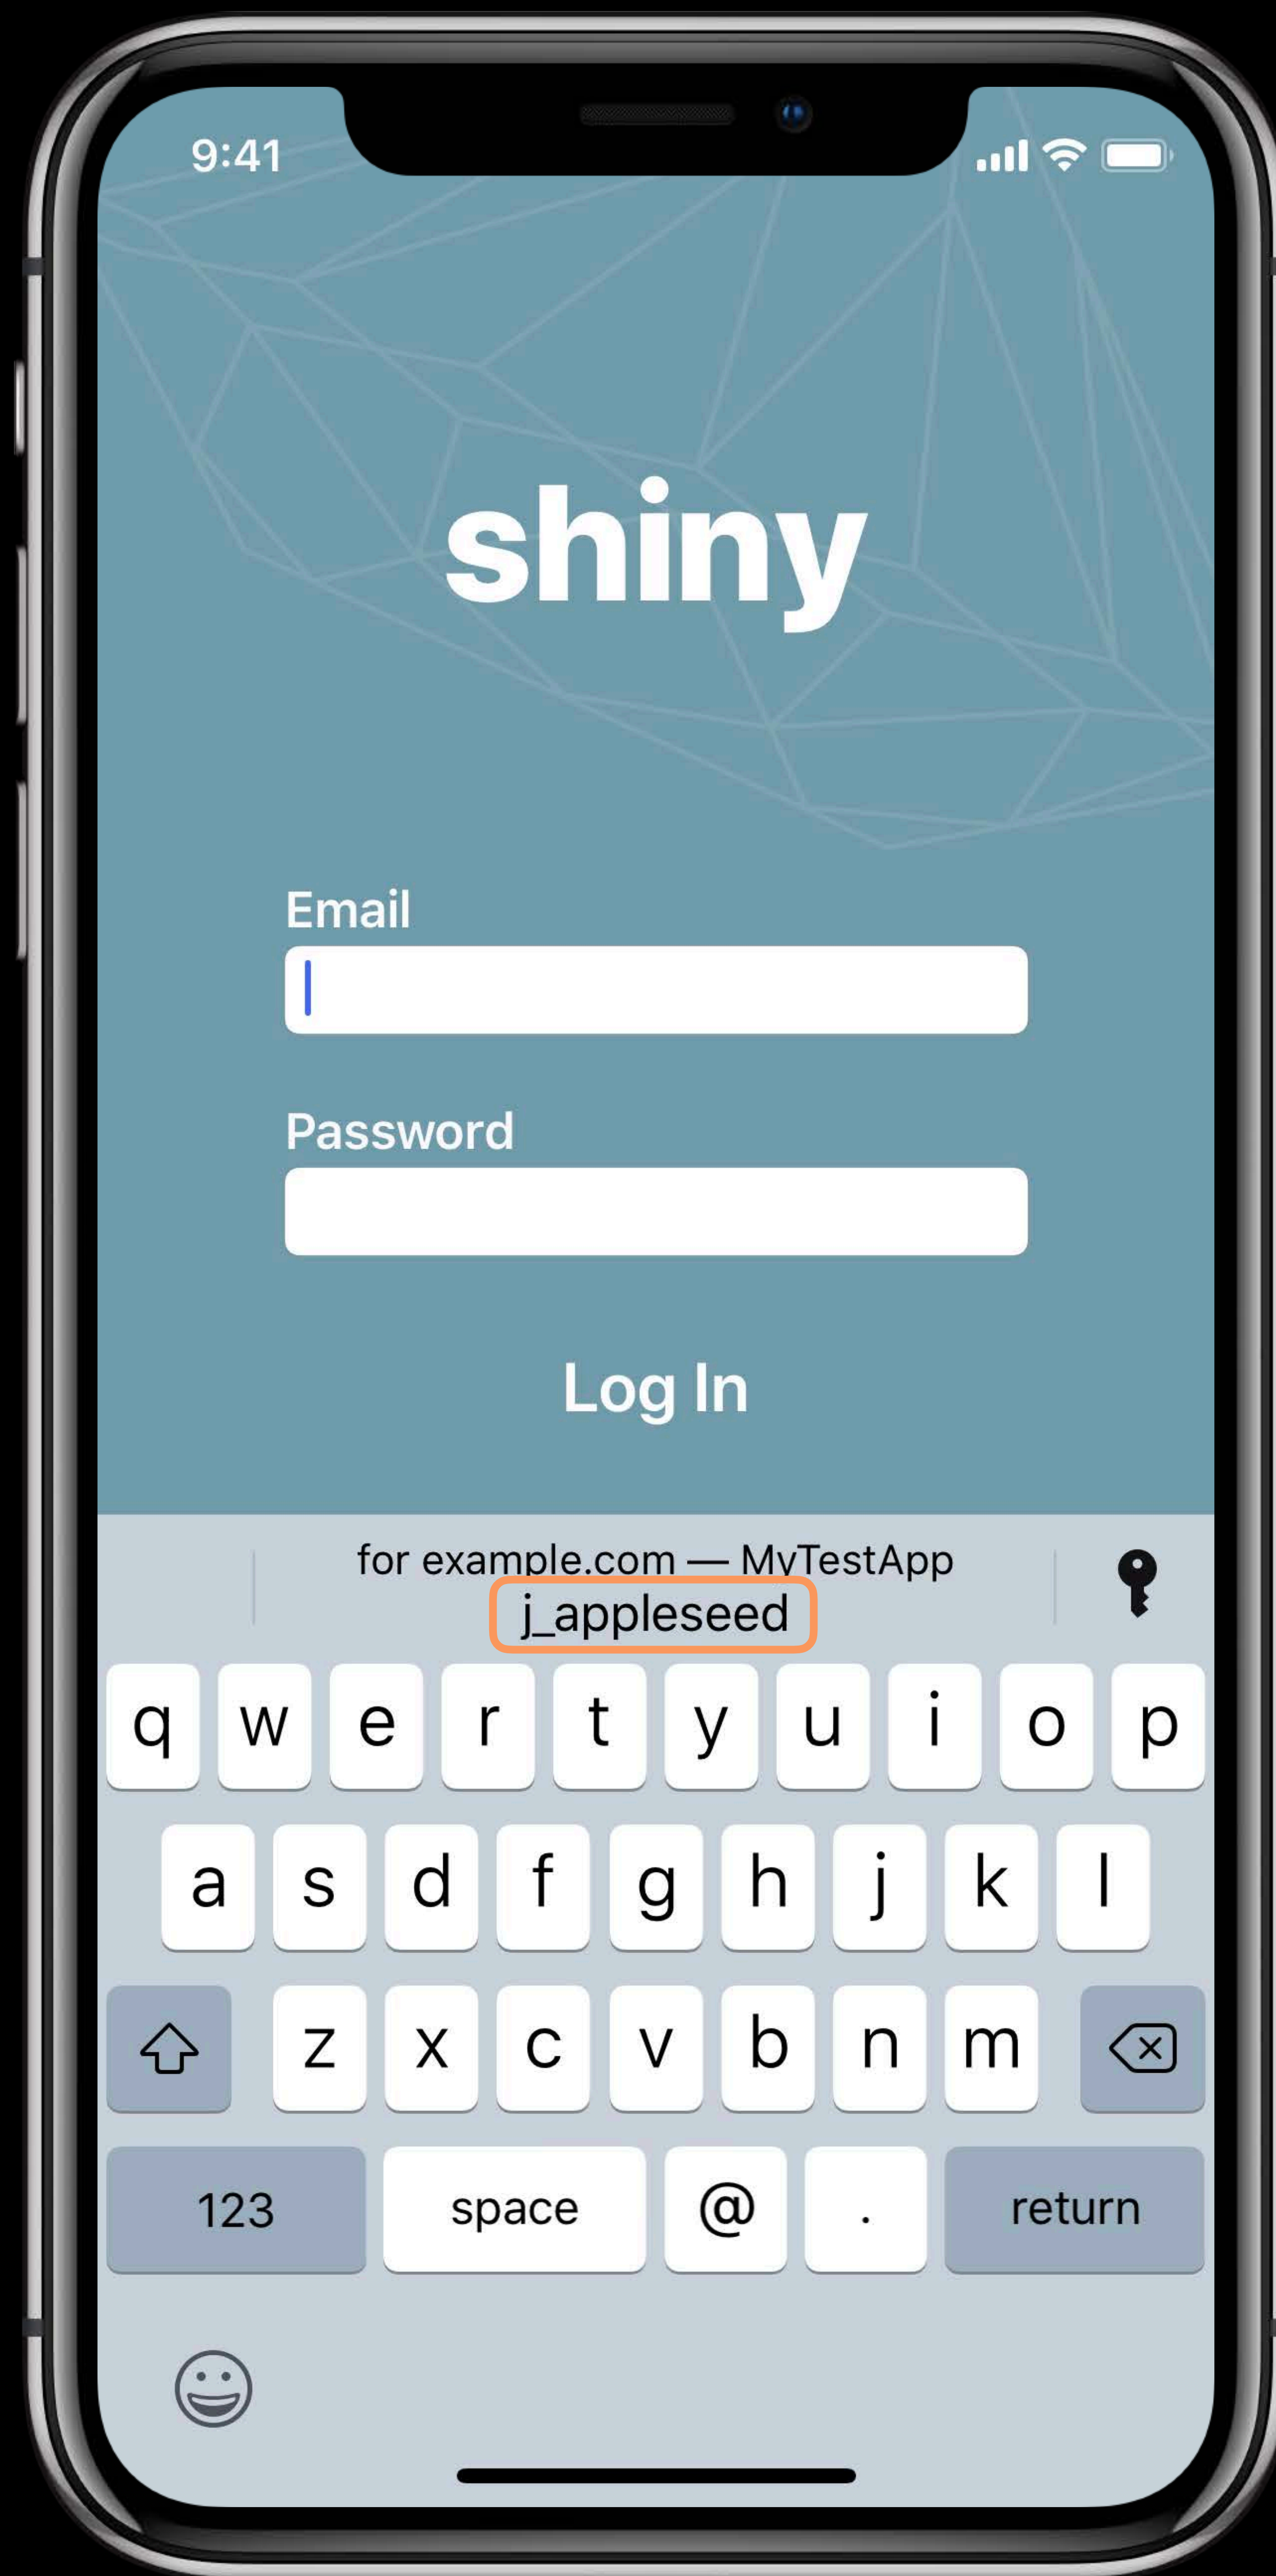 9:41
shiny
Email
Password
Log In
for example.com — MyTestApp
j_appleseed
q w e r t y u i o p
a s d f g h j k l
z x c v b n m
123 space @ . return